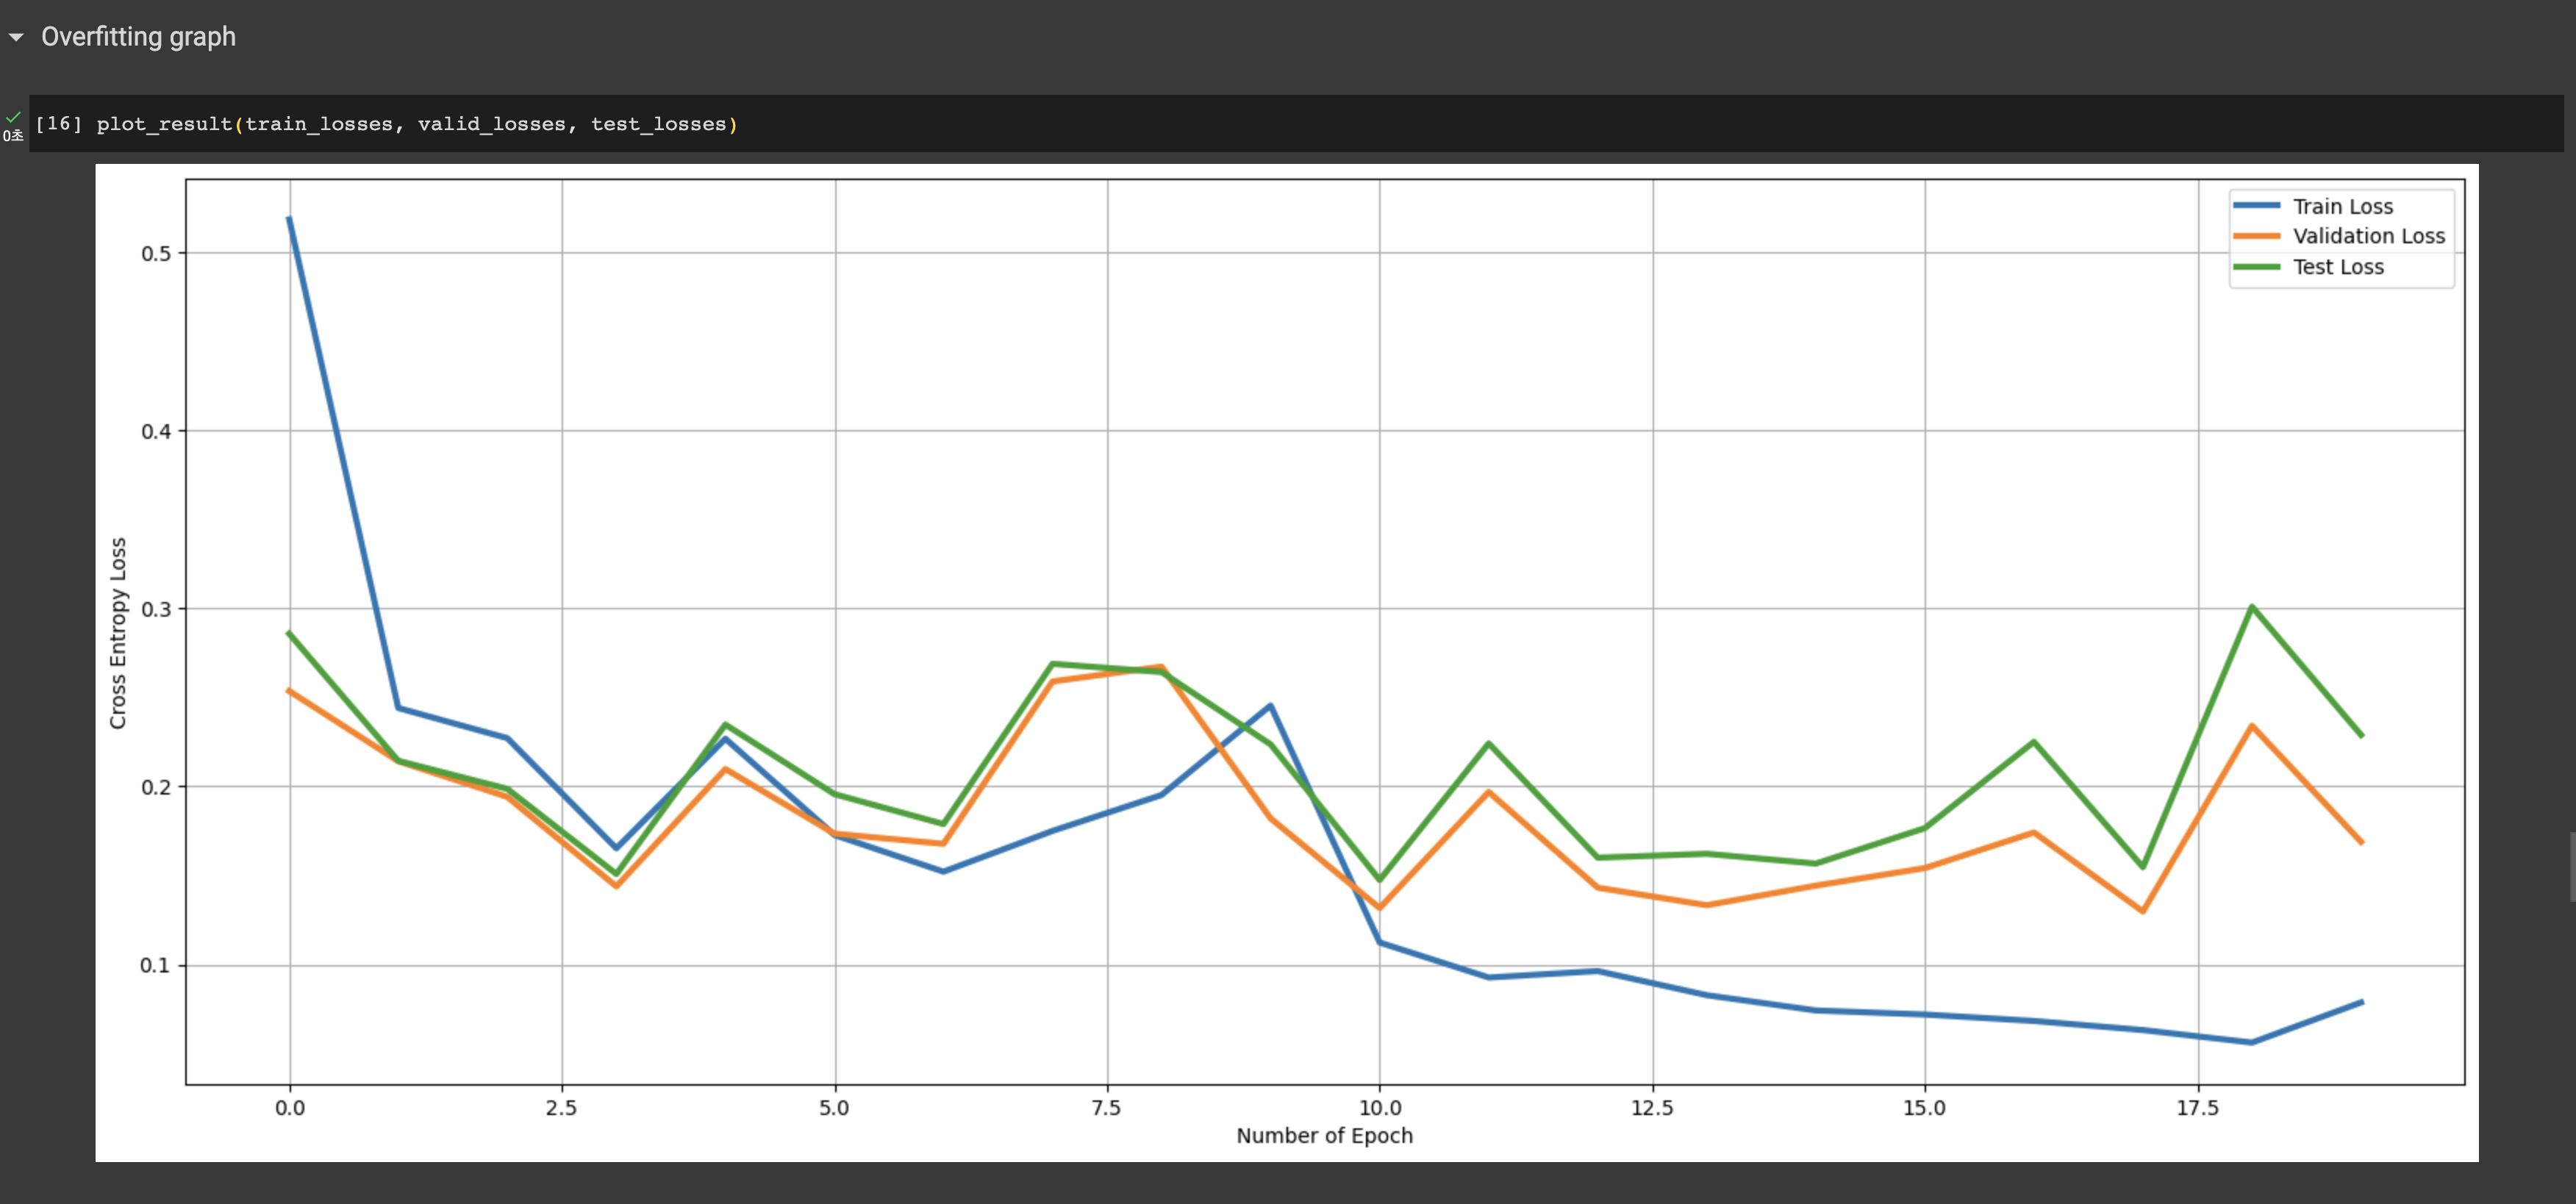 Overfitting graph
[16] plot_result(train_losses, valid_losses, test_losses)
0초
Train Loss
Validation Loss
Test Loss
0.5
0.4
0.3
0.2
0.1
Cross Entropy Loss
0.0 2.5 5.0 7.5 10.0 12.5 15.0 17.5
Number of Epoch